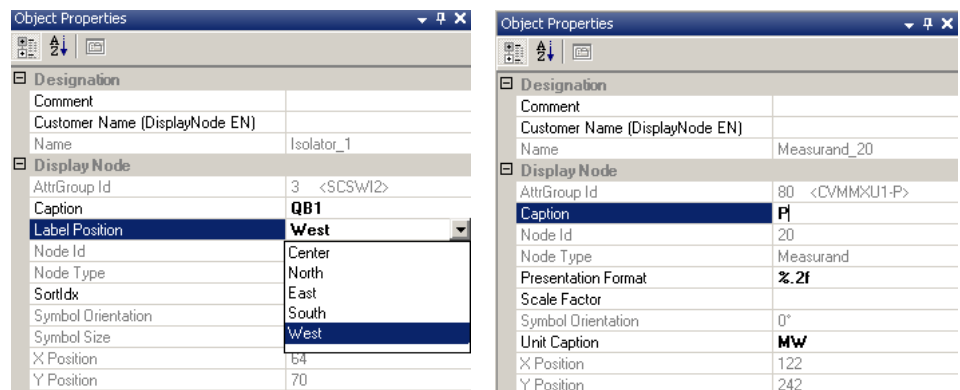 Object Properties
Designation
Comment
Customer Name (DisplayNode EN)
Name Isolator_1
Display Node
AttrGroup Id 3 <SCSWI2>
Caption QB1
Label Position West
Node Id Center
Node Type North
SortIdx East
Symbol Orientation South
Symbol Size West
X Position 64
Y Position 70
Object Properties
Designation
Comment
Customer Name (DisplayNode EN)
Name Measurand_20
Display Node
AttrGroup Id 80 <CVMMXU1-P>
Caption P
Node Id 20
Node Type Measurand
Presentation Format %.2f
Scale Factor
Symbol Orientation 0°
Unit Caption MW
X Position 122
Y Position 242